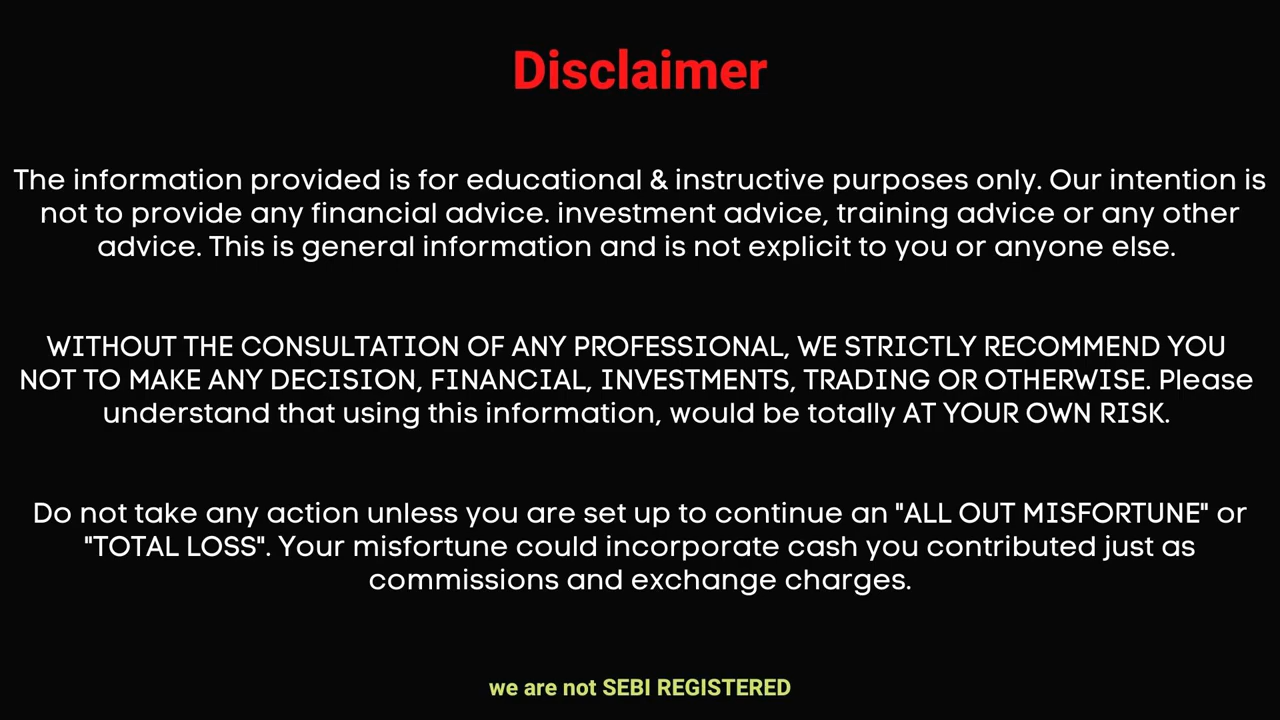 Disclaimer
The information provided is for educational & instructive purposes only. Our intention is
not to provide any financial advice. investment advice, training advice or any other
advice. This is general information and is not explicit to you or anyone else.
WITHOUT THE CONSULTATION OF ANY PROFESSIONAL, WE STRICTLY RECOMMEND YOU
NOT TO MAKE ANY DECISION, FINANCIAL, INVESTMENTS, TRADING OR OTHERWISE. Please
understand that using this information, would be totally AT YOUR OWN RISK.
Do not take any action unless you are set up to continue an "ALL OUT MISFORTUNE" or
"TOTAL LOSS". Your misfortune could incorporate cash you contributed just as
commissions and exchange charges.
we are not SEBI REGISTERED